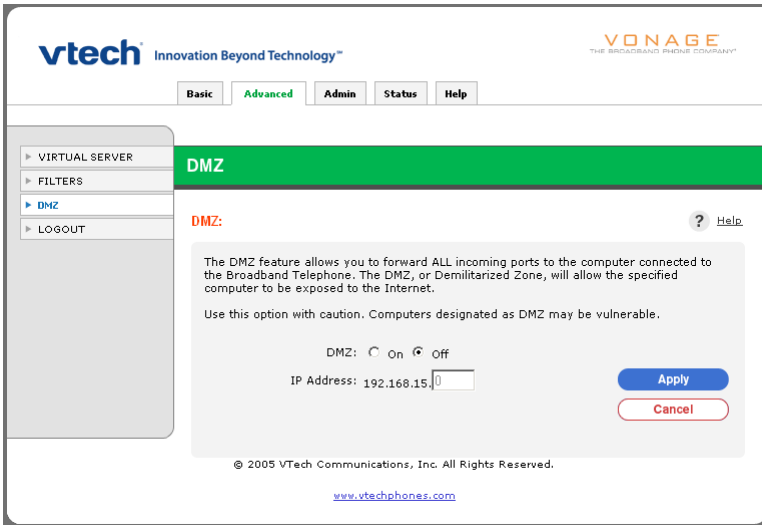 vtech Innovation Beyond Technology™
VONAGE
THE BROADBAND PHONE COMPANY℠
Basic Advanced Admin Status Help
VIRTUAL SERVER
FILTERS
DMZ
LOGOUT
DMZ
DMZ:
? Help
The DMZ feature allows you to forward ALL incoming ports to the computer connected to
the Broadband Telephone. The DMZ, or Demilitarized Zone, will allow the specified
computer to be exposed to the Internet.
Use this option with caution. Computers designated as DMZ may be vulnerable.
DMZ: On Off
IP Address: 192.168.15. 0
Apply
Cancel
© 2005 VTech Communications, Inc. All Rights Reserved.
www.vtechphones.com